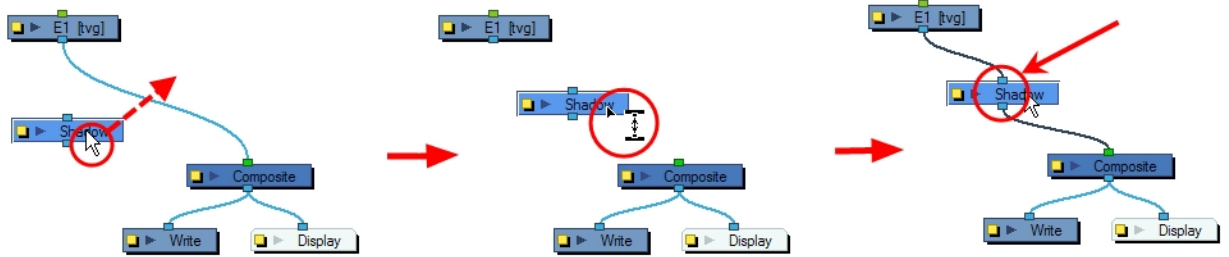 E1 [tvg]
Shadow
Composite
Write
Display
E1 [tvg]
Shadow
Composite
Write
Display
E1 [tvg]
Shadow
Composite
Write
Display